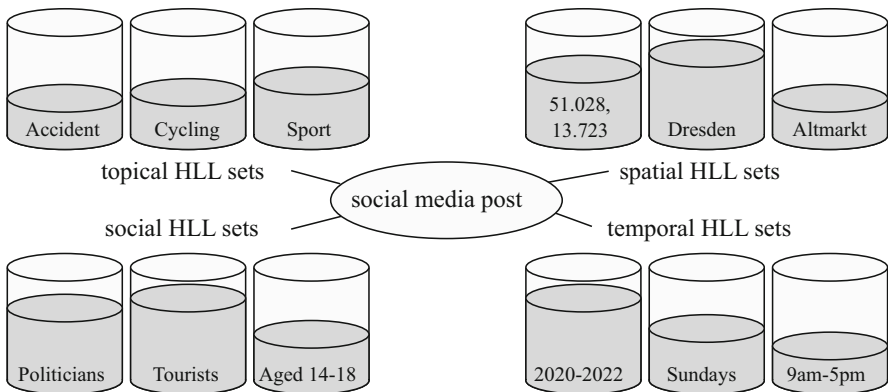 Accident
Cycling
Sport
51.028,
13.723
Dresden
Altmarkt
topical HLL sets
spatial HLL sets
social media post
social HLL sets
temporal HLL sets
Politicians
Tourists
Aged 14-18
2020-2022
Sundays
9am-5pm